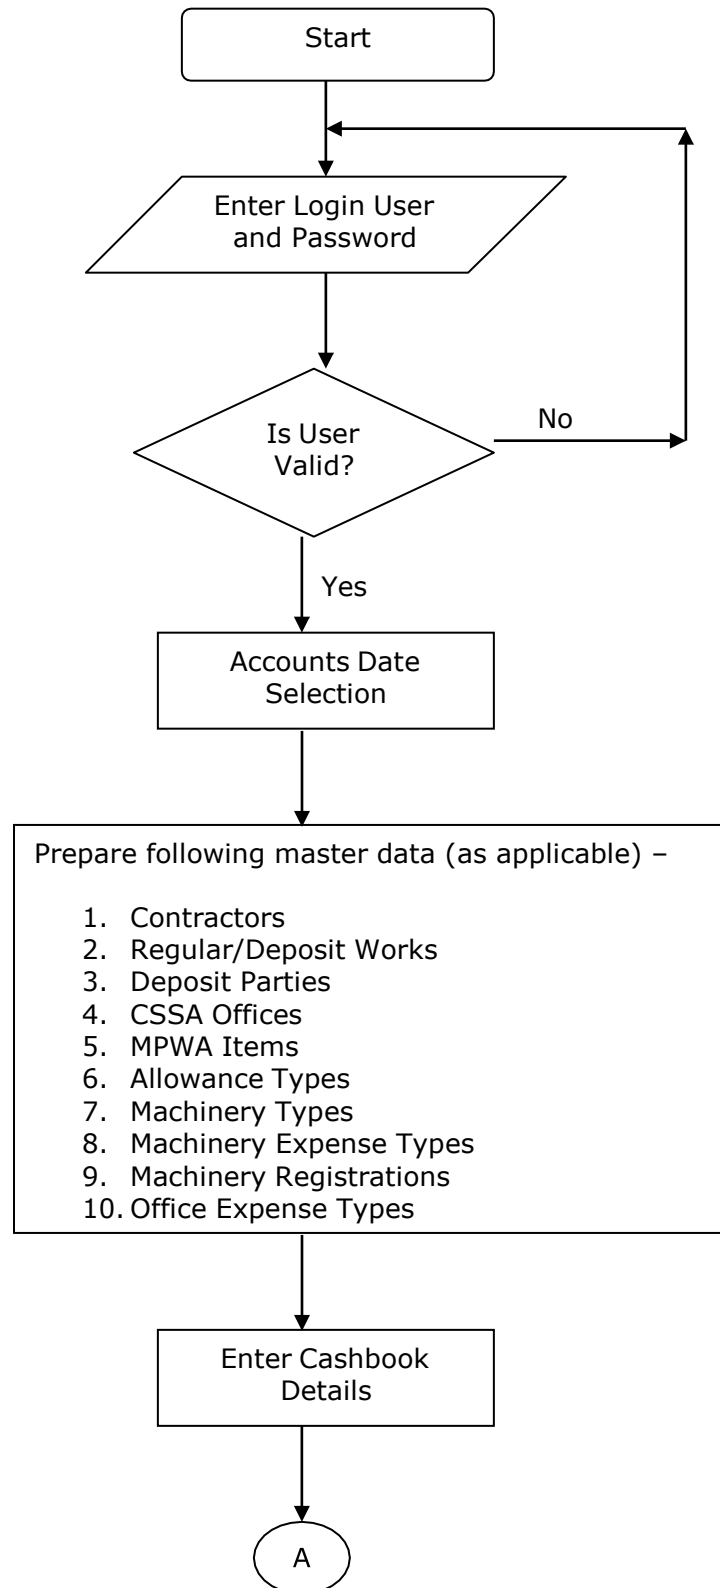 Start
Enter Login User
and Password
Is User
Valid?
No
Yes
Accounts Date
Selection
Prepare following master data (as applicable) –
1. Contractors
2. Regular/Deposit Works
3. Deposit Parties
4. CSSA Offices
5. MPWA Items
6. Allowance Types
7. Machinery Types
8. Machinery Expense Types
9. Machinery Registrations
10. Office Expense Types
Enter Cashbook
Details
A